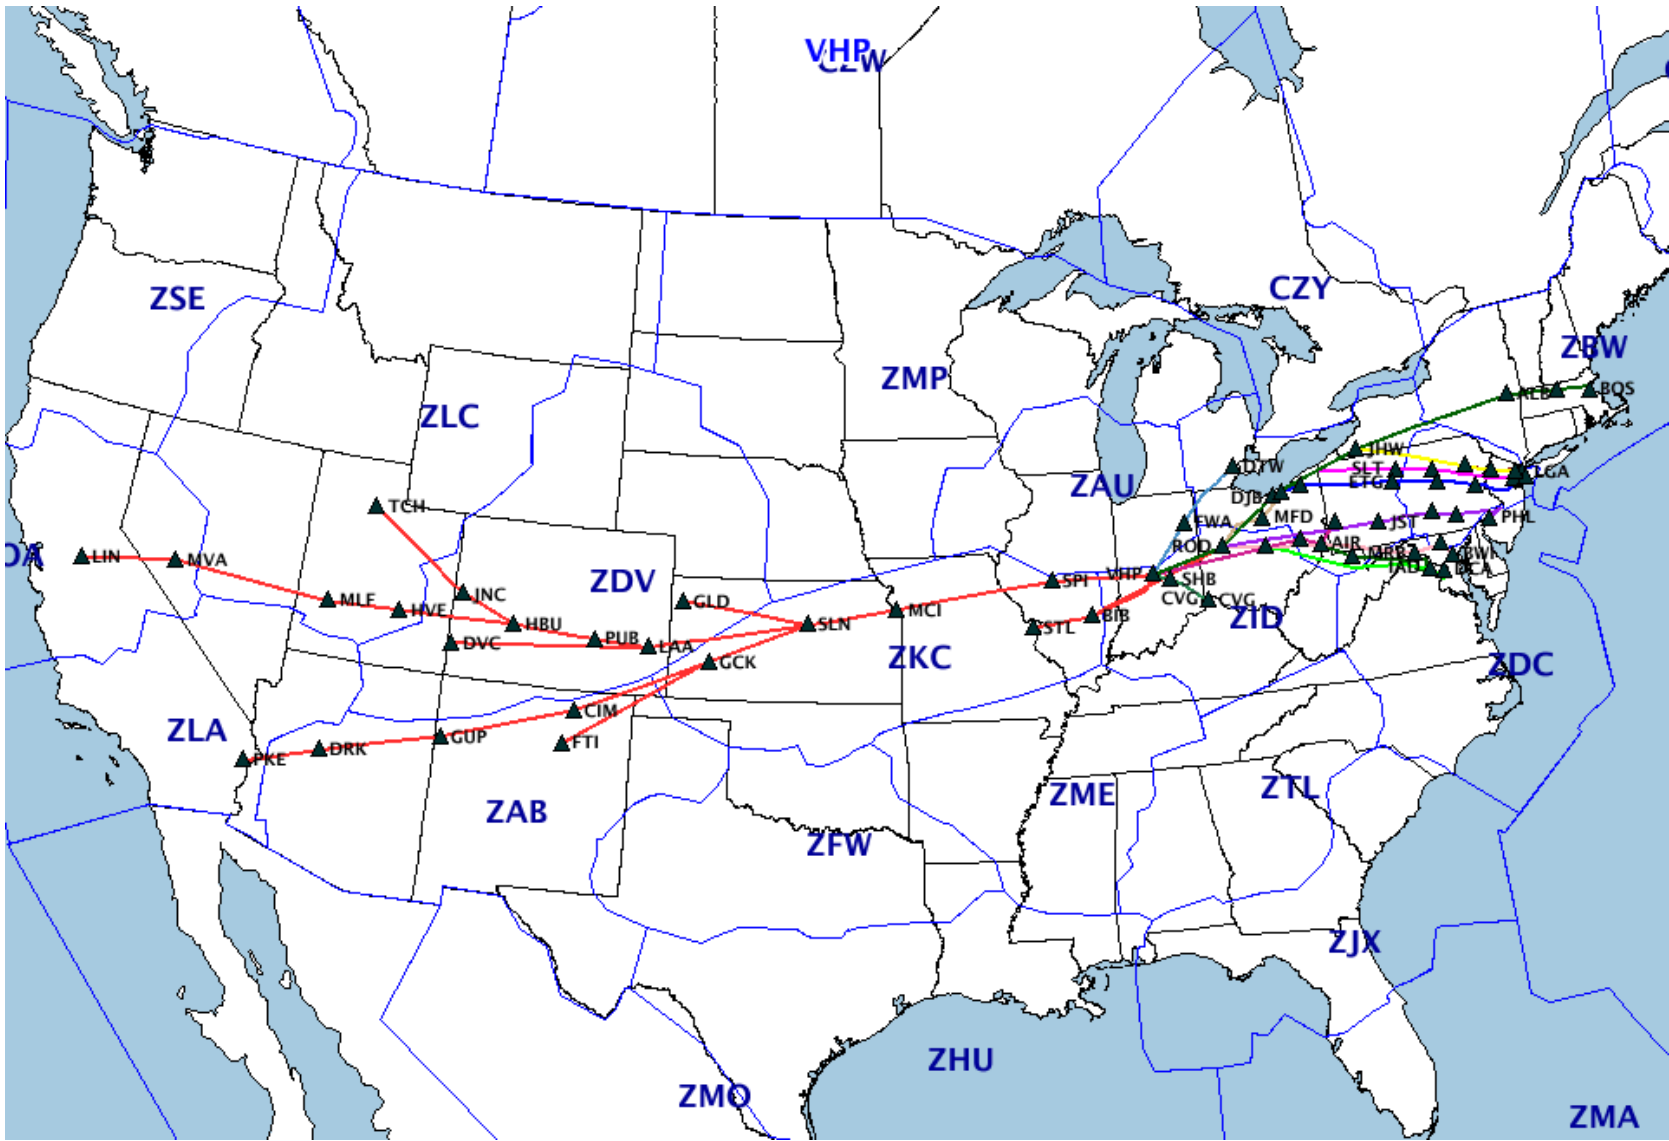 VHP
CZW
ZSE
CZY
ZBW
ZMP
ZLC
BOS
ALB
JHW
DTW
SLT
LGA
ZAU
ETG
DJB
TCH
FWA
MFD
JST
PHL
ROD
AIR
OA
LIN
MVA
MRB
BWI
IAD
DCA
VHP
SHB
SPI
ZDV
JNC
MLF
HVE
GLD
CVG
CVG
HBU
SLN
MCI
BIB
STL
ZID
DVC
PUB
LAA
GCK
ZKC
ZDC
CIM
ZLA
GUP
FTI
DRK
PKE
ZAB
ZME
ZTL
ZFW
ZJX
ZHU
ZMO
ZMA